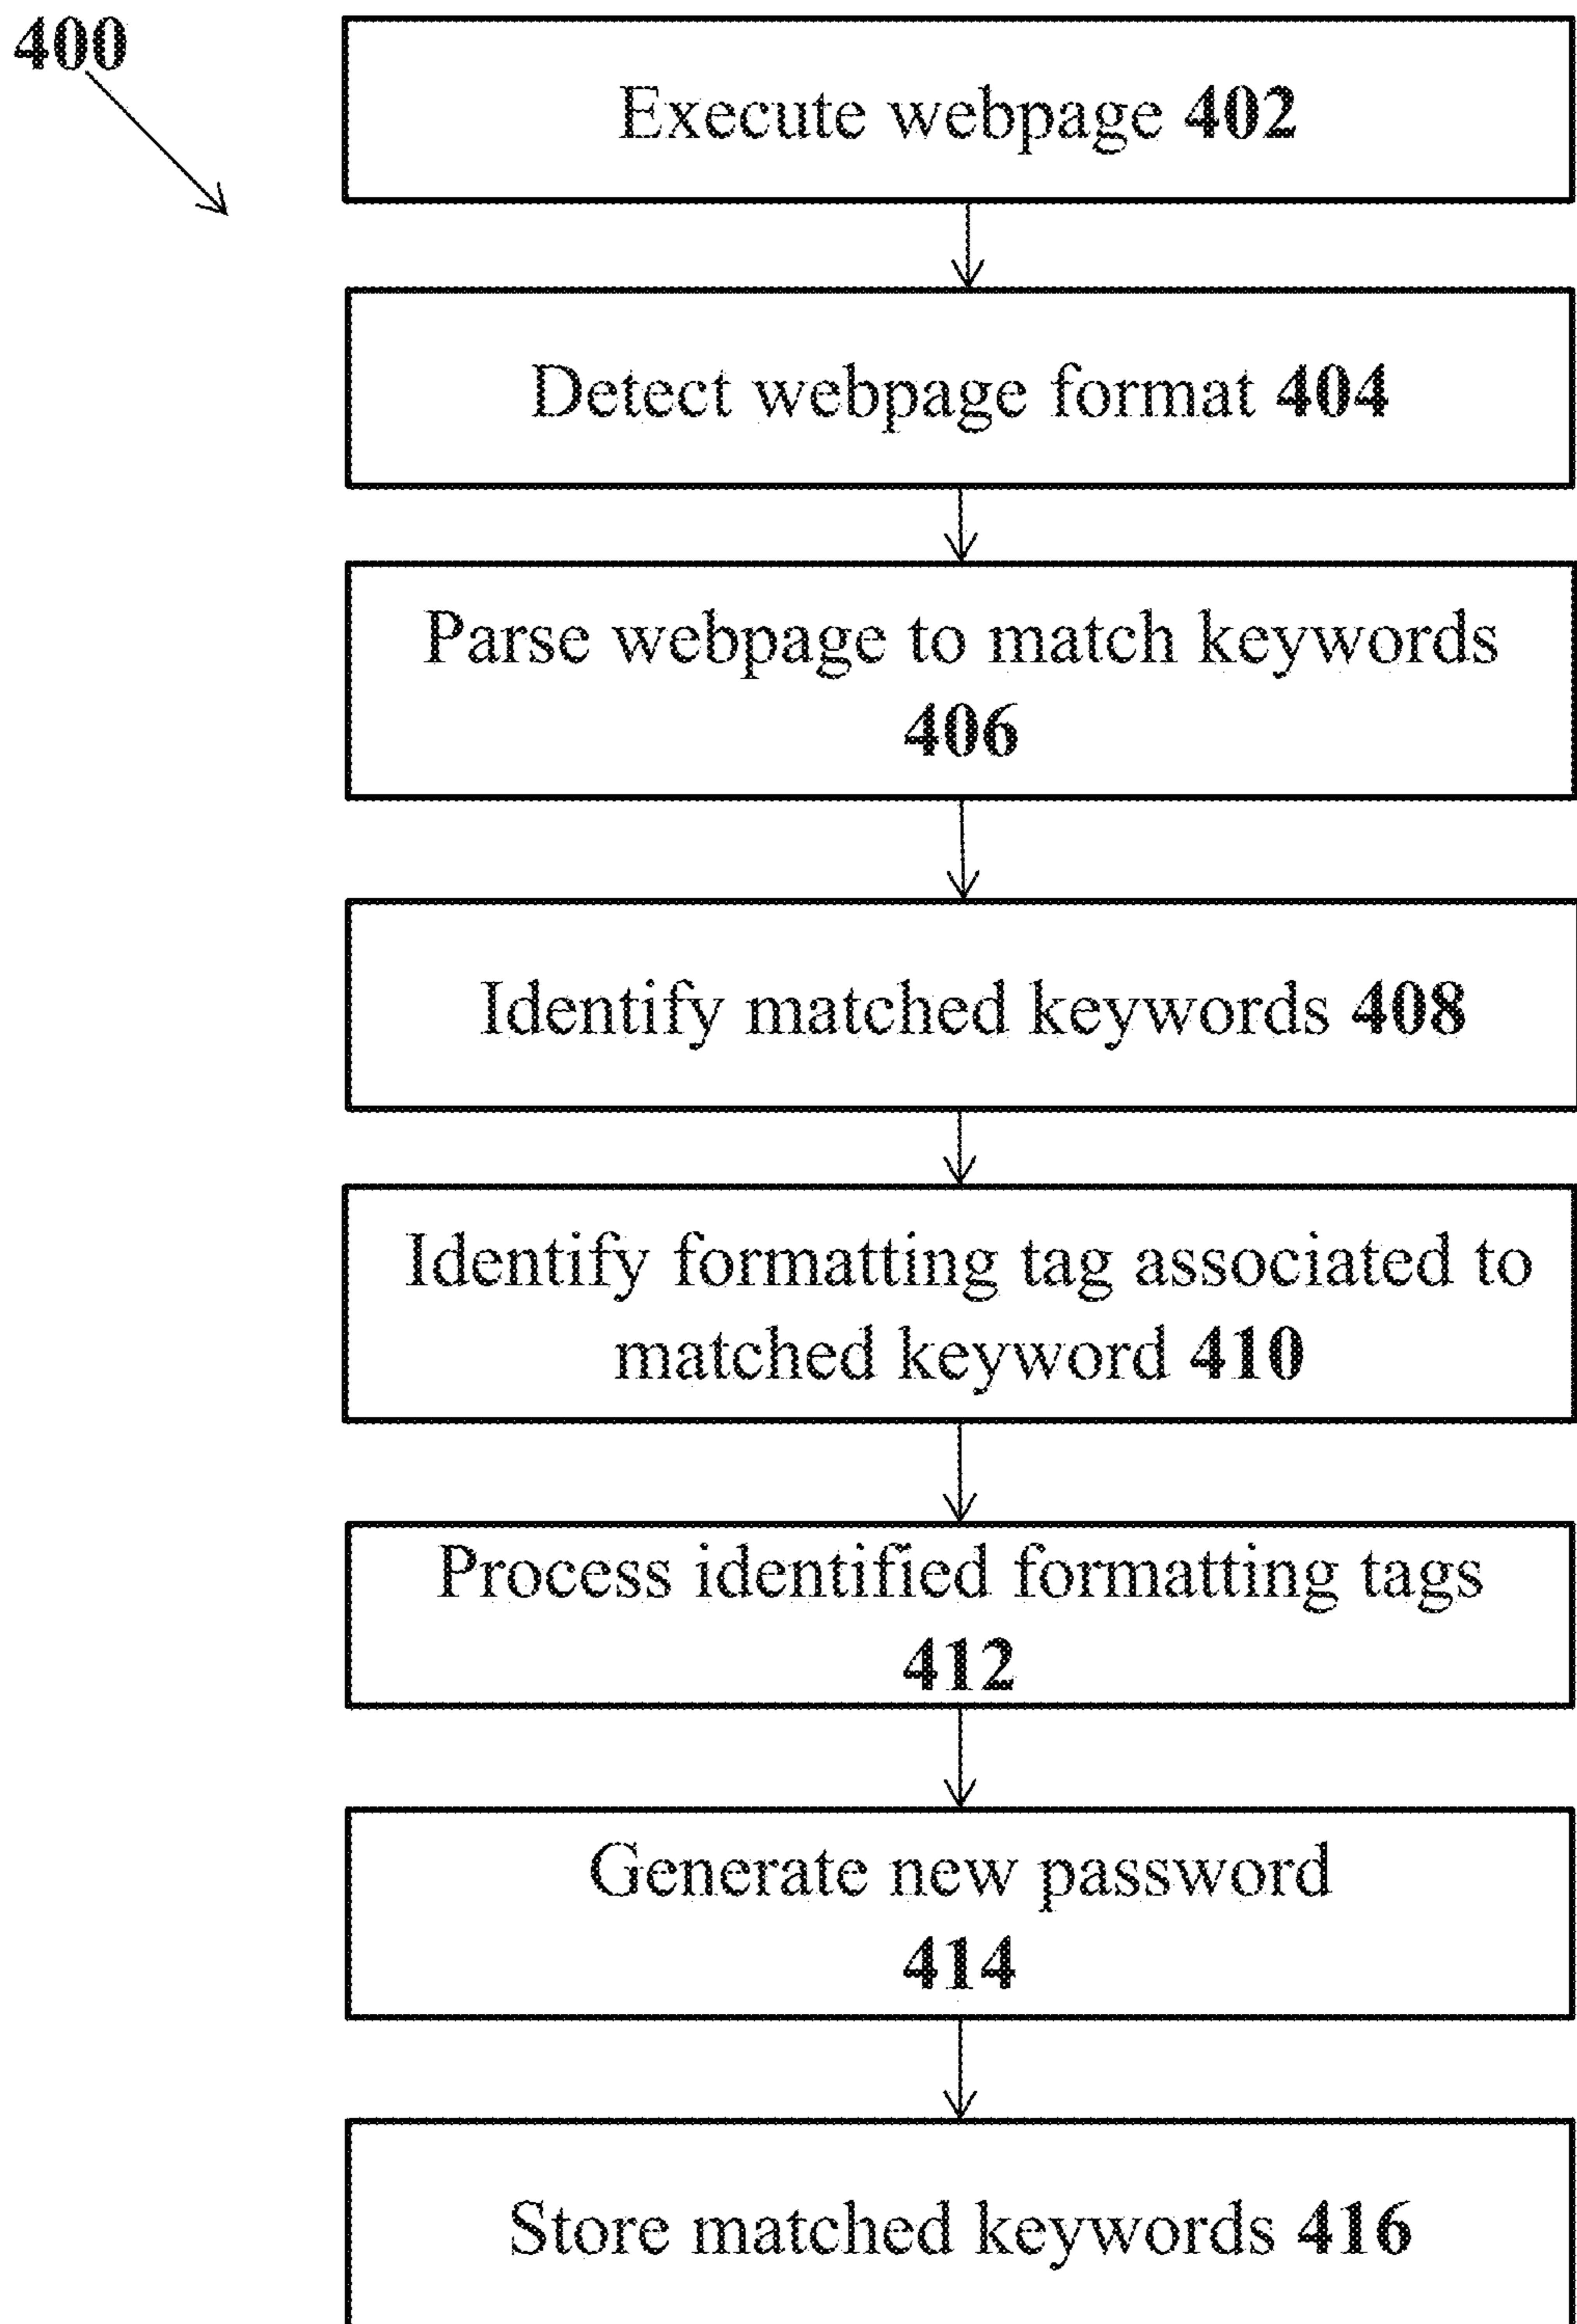 400
Execute webpage 402
Detect webpage format 404
Parse webpage to match keywords
406
Identify matched keywords 408
Identify formatting tag associated to
matched keyword 410
Process identified formatting tags
412
Generate new password
414
Store matched keywords 416